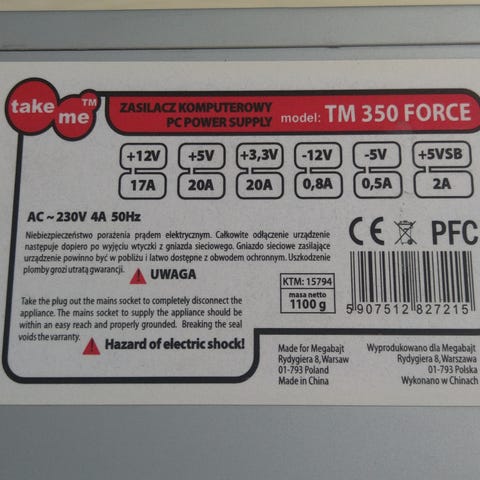 take me TM
ZASILACZ KOMPUTEROWY
PC POWER SUPPLY model: TM 350 FORCE
+12V +5V +3,3V -12V -5V +5VSB
17A 20A 20A 0,8A 0,5A 2A
AC ~ 230V 4A 50Hz
Niebezpieczeństwo porażenia prądem elektrycznym. Całkowite odłączenie urządzenie
następuje dopiero po wyjęciu wtyczki z gniazda sieciowego. Gniazdo sieciowe zasilające
urządzenie powinno być w pobliżu i łatwo dostępne z obwodem ochronnym. Uszkodzenie
plomby grozi utratą gwarancji.
UWAGA
Take the plug out the mains socket to completely disconnect the
appliance. The mains socket to supply the appliance should be
within an easy reach and properly grounded. Breaking the seal
voids the warranty.
Hazard of electric shock!
CE PFC
KTM: 15794
masa netto
1100 g
5 907512 827215
Made for Megabajt
Rydygiera 8, Warsaw
01-793 Poland
Made in China
Wyprodukowano dla Megabajt
Rydygiera 8, Warszawa
01-793 Polska
Wykonano w Chinach